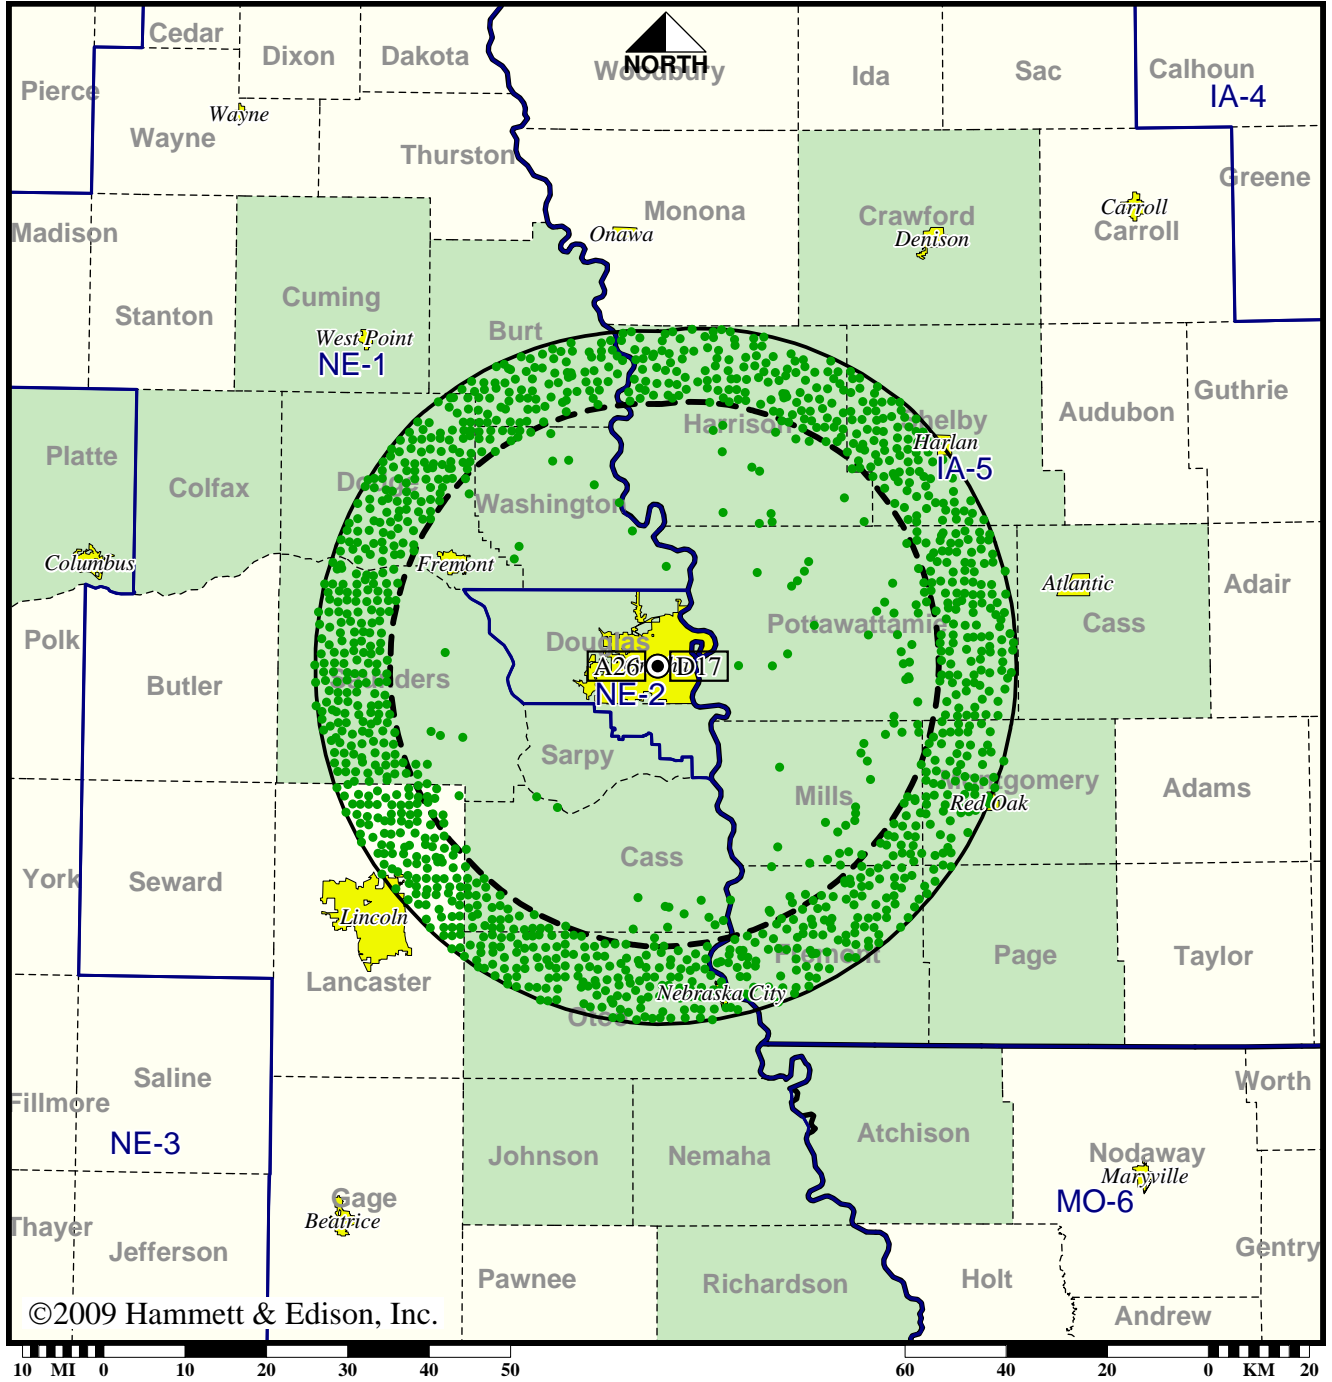 Cedar
Dixon
Dakota
NORTH
Woodbury
Ida
Sac
Calhoun
IA-4
Pierce
Wayne
Wayne
Thurston
Greene
Madison
Monona
Onawa
Crawford
Denison
Carroll
Carroll
Stanton
Cuming
West Point
NE-1
Burt
Guthrie
Audubon
Harrison
Shelby
Harlan
IA-5
Platte
Colfax
Dodge
Washington
Columbus
Fremont
Atlantic
Adair
Cass
Polk
Douglas
Pottawattamie
A26
D17
NE-2
Butler
Saunders
Sarpy
Mills
Montgomery
Red Oak
Adams
York
Seward
Cass
Lincoln
Lancaster
Fremont
Page
Taylor
Nebraska City
Otoe
Saline
Fillmore
NE-3
Worth
Johnson
Nemaha
Atchison
Nodaway
Maryville
MO-6
Gage
Beatrice
Thayer
Jefferson
Pawnee
Richardson
Holt
Gentry
Andrew
©2009 Hammett & Edison, Inc.
10 MI 0 10 20 30 40 50
60 40 20 0 KM 20